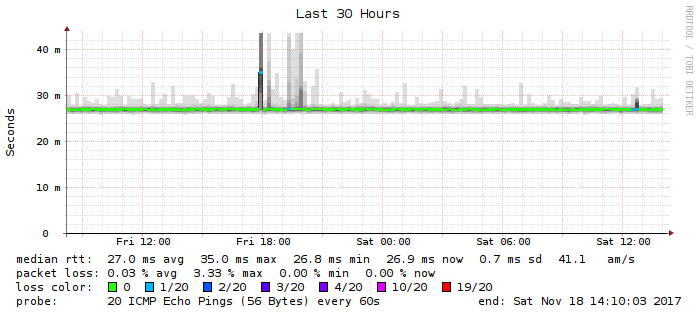 Last 30 Hours
RRDTOOL / TOBI OETIKER
Seconds
40 m
30 m
20 m
10 m
0
Fri 12:00 Fri 18:00 Sat 00:00 Sat 06:00 Sat 12:00
median rtt: 27.0 ms avg 35.0 ms max 26.8 ms min 26.9 ms now 0.7 ms sd 41.1 am/s
packet loss: 0.03 % avg 3.33 % max 0.00 % min 0.00 % now
loss color: 0 1/20 2/20 3/20 4/20 10/20 19/20
probe: 20 ICMP Echo Pings (56 Bytes) every 60s end: Sat Nov 18 14:10:03 2017